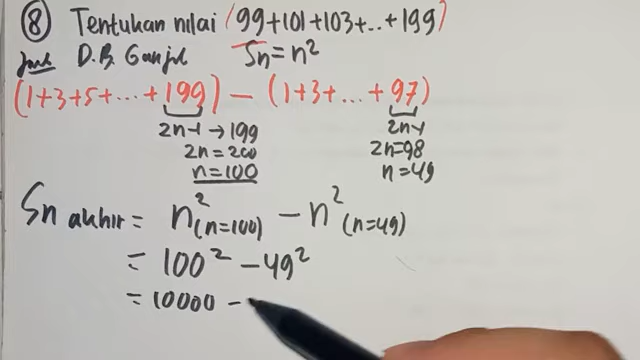 ⑧ Tentukan nilai (99+101+103+...+199)
Jwb D.B. Ganjil Sn=n²
(1+3+5+...+199) - (1+3+...+97)
2n-1→199 2n-1
2n=200 2n=98
n=100 n=49
Sn akhir = n²(n=100) - n²(n=49)
= 100² - 49²
= 10000 -